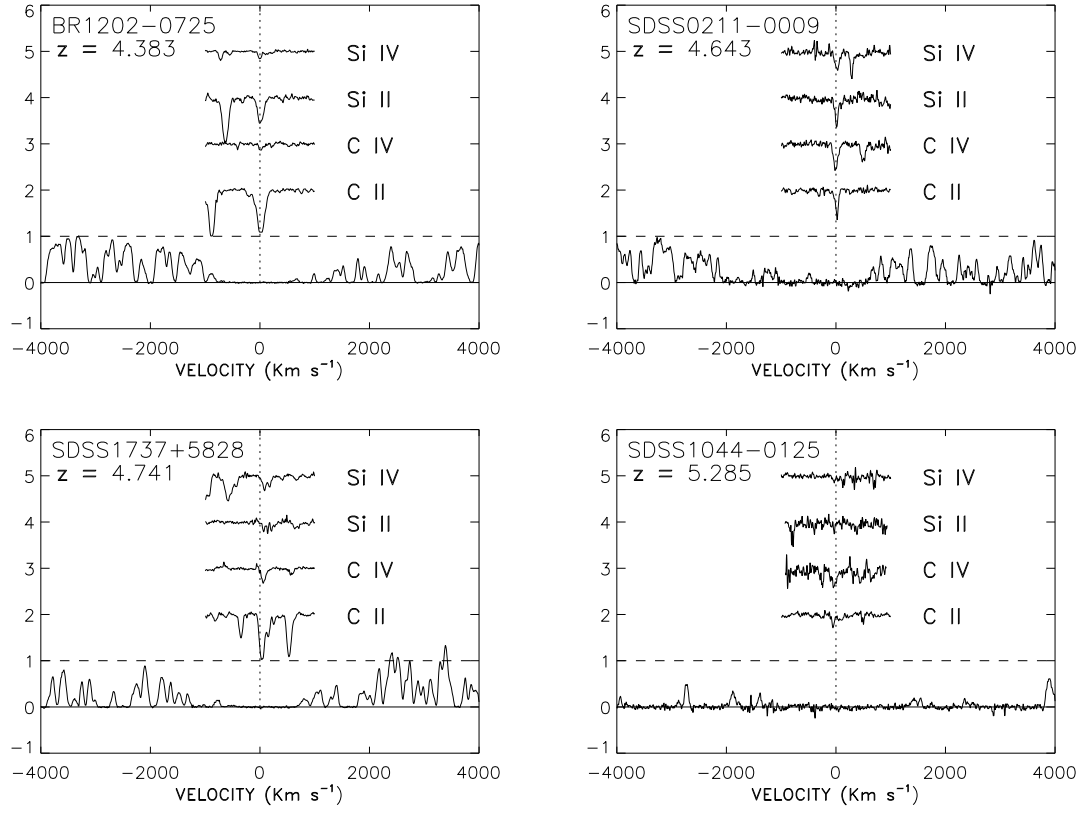 BR1202−0725
z = 4.383
Si IV
Si II
C IV
C II
6
5
4
3
2
1
0
−1
−4000 −2000 0 2000 4000
VELOCITY (Km s⁻¹)
SDSS0211−0009
z = 4.643
Si IV
Si II
C IV
C II
6
5
4
3
2
1
0
−1
−4000 −2000 0 2000 4000
VELOCITY (Km s⁻¹)
SDSS1737+5828
z = 4.741
Si IV
Si II
C IV
C II
6
5
4
3
2
1
0
−1
−4000 −2000 0 2000 4000
VELOCITY (Km s⁻¹)
SDSS1044−0125
z = 5.285
Si IV
Si II
C IV
C II
6
5
4
3
2
1
0
−1
−4000 −2000 0 2000 4000
VELOCITY (Km s⁻¹)